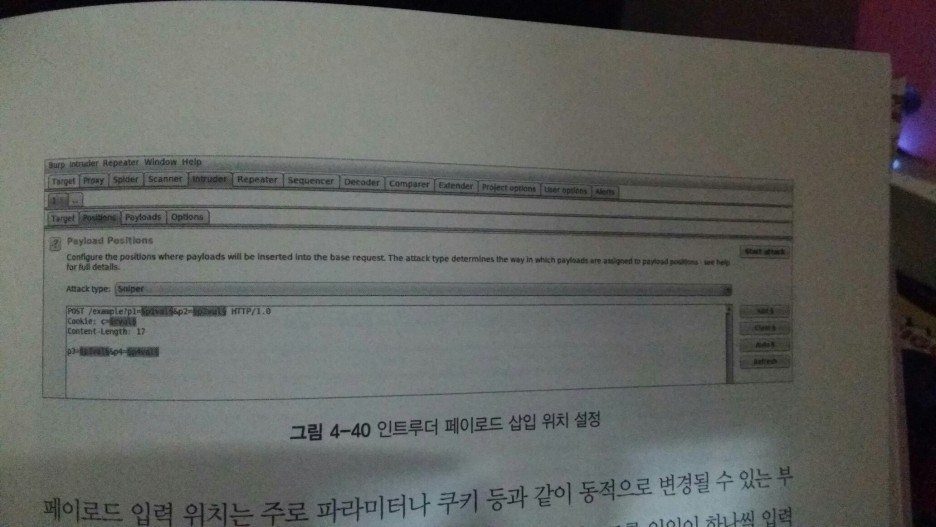 Burp Intruder Repeater Window Help
Target Proxy Spider Scanner Intruder Repeater Sequencer Decoder Comparer Extender Project options User options Alerts
1 ...
Target Positions Payloads Options
? Payload Positions
Start attack
Configure the positions where payloads will be inserted into the base request. The attack type determines the way in which payloads are assigned to payload positions - see help
for full details.
Attack type: Sniper
POST /example?p1=§p1val§&p2=§p2val§ HTTP/1.0
Cookie: c=§cval§
Content-Length: 17
p3=§p3val§&p4=§p4val§
Add §
Clear §
Auto §
Refresh
그림 4-40 인트루더 페이로드 삽입 위치 설정
페이로드 입력 위치는 주로 파라미터나 쿠키 등과 같이 동적으로 변경될 수 있는 부
하나씩 입력